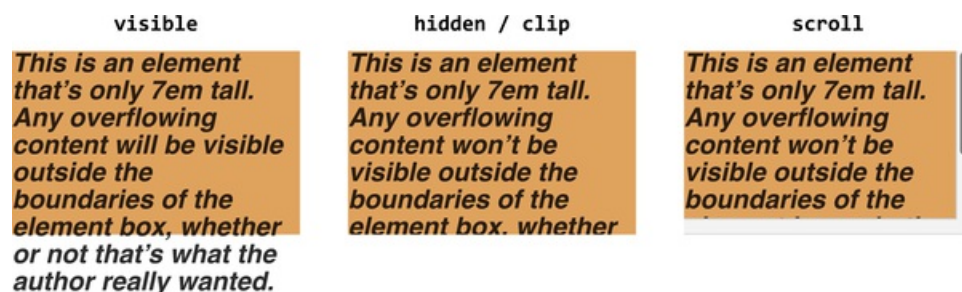 visible
This is an element
that’s only 7em tall.
Any overflowing
content will be visible
outside the
boundaries of the
element box, whether
or not that’s what the
author really wanted.
hidden / clip
This is an element
that’s only 7em tall.
Any overflowing
content won’t be
visible outside the
boundaries of the
element box, whether
scroll
This is an element
that’s only 7em tall.
Any overflowing
content won’t be
visible outside the
boundaries of the